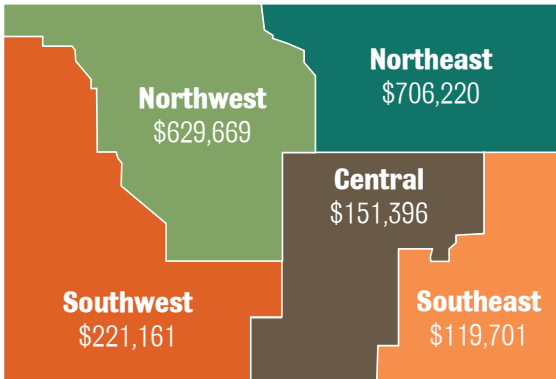 Northeast
$706,220
Northwest
$629,669
Central
$151,396
Southwest
$221,161
Southeast
$119,701